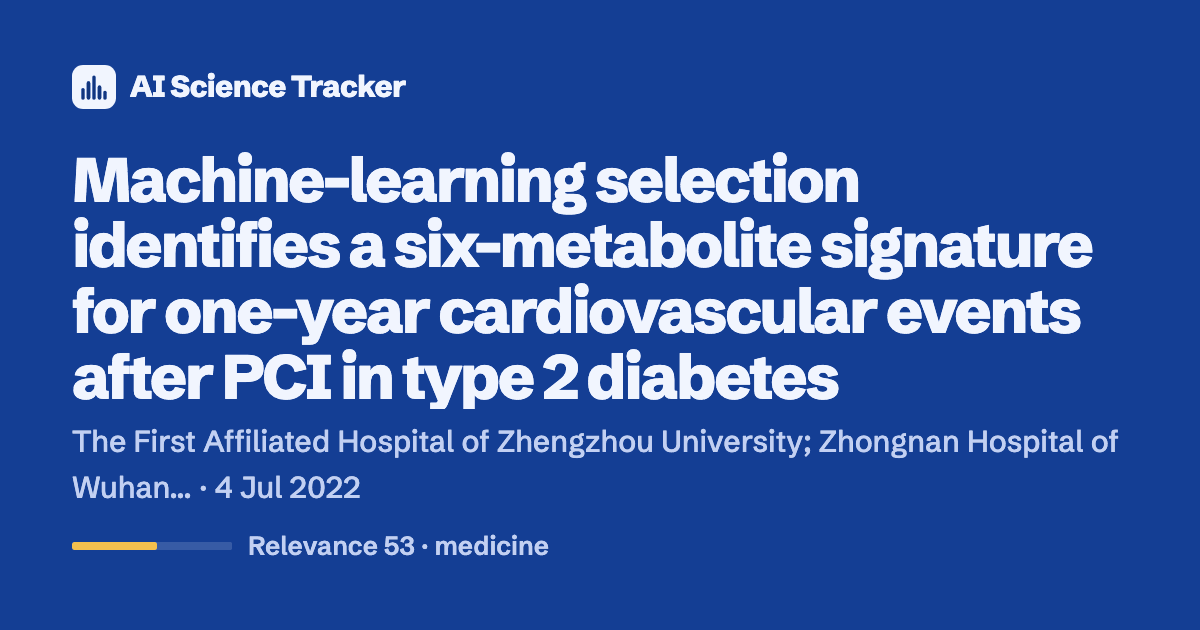 AI Science Tracker
Machine-learning selection
identifies a six-metabolite signature
for one-year cardiovascular events
after PCI in type 2 diabetes
The First Affiliated Hospital of Zhengzhou University; Zhongnan Hospital of
Wuhan... · 4 Jul 2022
Relevance 53 · medicine